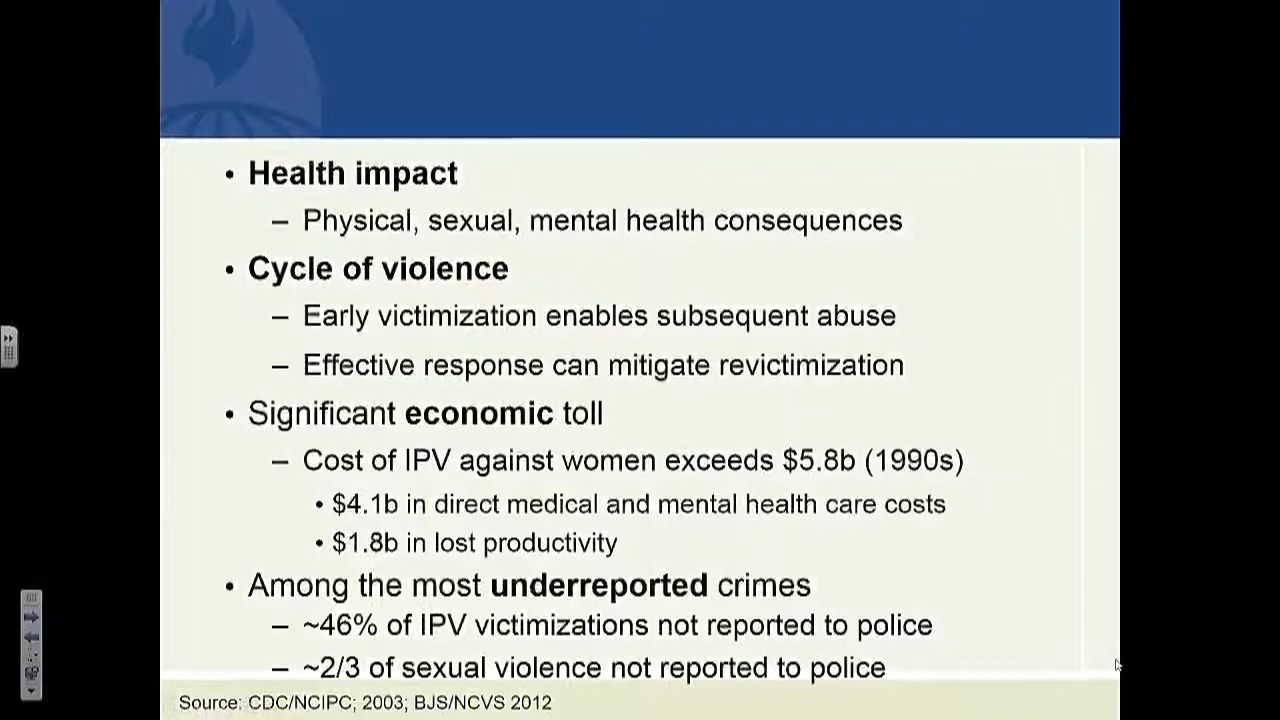 • Health impact
– Physical, sexual, mental health consequences
• Cycle of violence
– Early victimization enables subsequent abuse
– Effective response can mitigate revictimization
• Significant economic toll
– Cost of IPV against women exceeds $5.8b (1990s)
• $4.1b in direct medical and mental health care costs
• $1.8b in lost productivity
• Among the most underreported crimes
– ~46% of IPV victimizations not reported to police
– ~2/3 of sexual violence not reported to police
Source: CDC/NCIPC; 2003; BJS/NCVS 2012